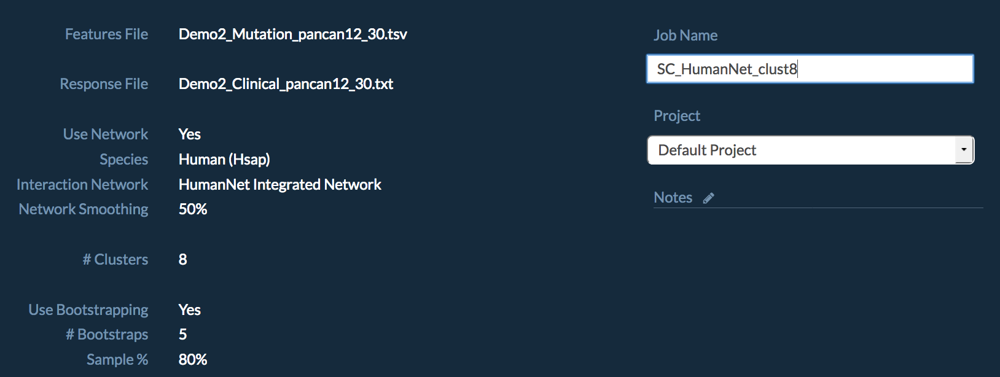 Features File Demo2_Mutation_pancan12_30.tsv
Response File Demo2_Clinical_pancan12_30.txt
Use Network Yes
Species Human (Hsap)
Interaction Network HumanNet Integrated Network
Network Smoothing 50%
# Clusters 8
Use Bootstrapping Yes
# Bootstraps 5
Sample % 80%
Job Name
SC_HumanNet_clust8
Project
Default Project
Notes